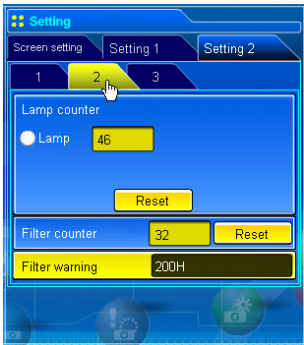 Setting
Screen setting Setting 1 Setting 2
1 2 3
Lamp counter
Lamp 46
Reset
Filter counter 32 Reset
Filter warning 200H